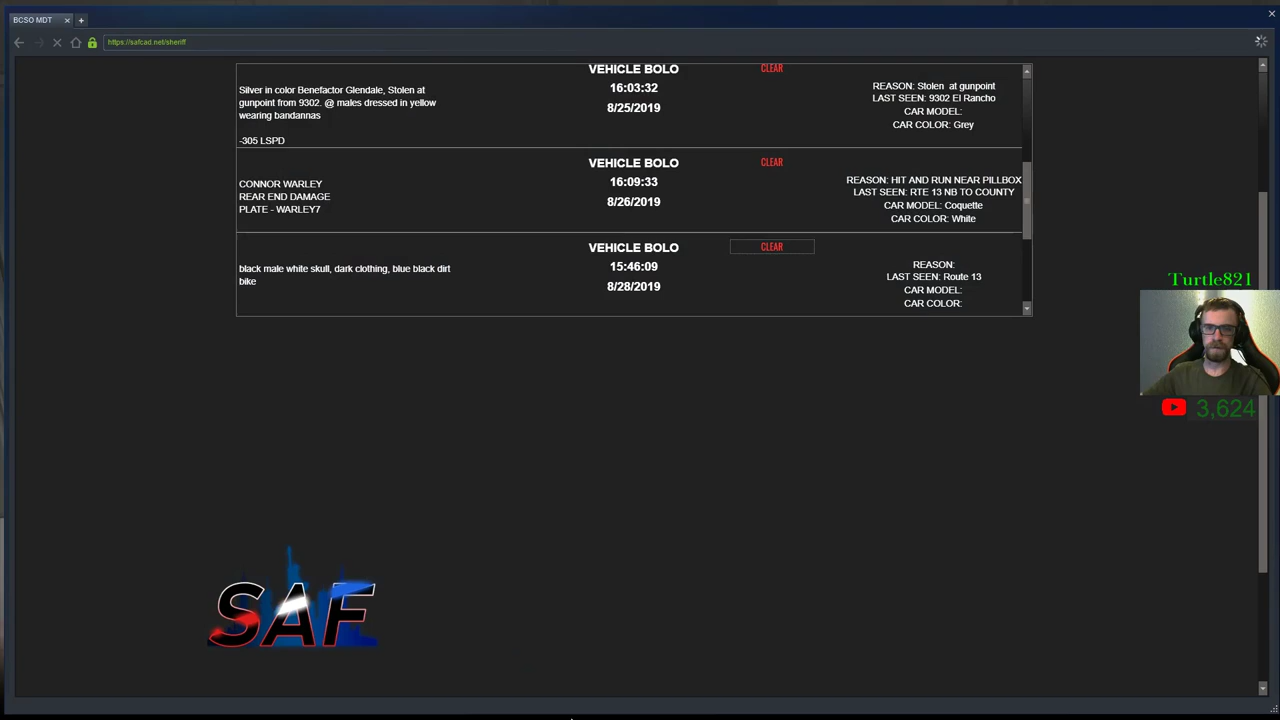 BCSO MDT
https://safcad.net/sheriff
VEHICLE BOLO
CLEAR
16:03:32
8/25/2019
Silver in color Benefactor Glendale, Stolen at
gunpoint from 9302. @ males dressed in yellow
wearing bandannas
-305 LSPD
REASON: Stolen at gunpoint
LAST SEEN: 9302 El Rancho
CAR MODEL:
CAR COLOR: Grey
VEHICLE BOLO
CLEAR
16:09:33
8/26/2019
CONNOR WARLEY
REAR END DAMAGE
PLATE - WARLEY7
REASON: HIT AND RUN NEAR PILLBOX
LAST SEEN: RTE 13 NB TO COUNTY
CAR MODEL: Coquette
CAR COLOR: White
VEHICLE BOLO
CLEAR
15:46:09
8/28/2019
black male white skull, dark clothing, blue black dirt
bike
REASON:
LAST SEEN: Route 13
CAR MODEL:
CAR COLOR:
Turtle821
3,624
SAF